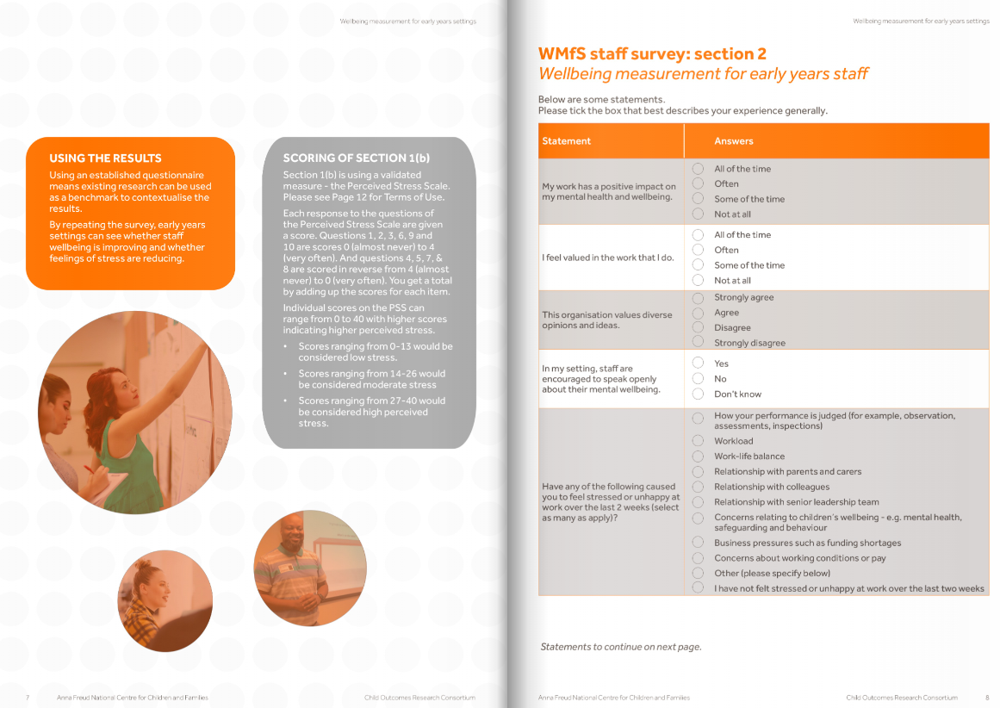 Wellbeing measurement for early years settings
USING THE RESULTS
Using an established questionnaire
means existing research can be used
as a benchmark to contextualise the
results.
By repeating the survey, early years
settings can see whether staff
wellbeing is improving and whether
feelings of stress are reducing.
SCORING OF SECTION 1(b)
Section 1(b) is using a validated
measure - the Perceived Stress Scale.
Please see Page 12 for Terms of Use.
Each response to the questions of
the Perceived Stress Scale are given
a score. Questions 1, 2, 3, 6, 9 and
10 are scores 0 (almost never) to 4
(very often). And questions 4, 5, 7, &
8 are scored in reverse from 4 (almost
never) to 0 (very often). You get a total
by adding up the scores for each item.
Individual scores on the PSS can
range from 0 to 40 with higher scores
indicating higher perceived stress.
• Scores ranging from 0-13 would be
considered low stress.
• Scores ranging from 14-26 would
be considered moderate stress
• Scores ranging from 27-40 would
be considered high perceived
stress.
7
Anna Freud National Centre for Children and Families
Child Outcomes Research Consortium
Wellbeing measurement for early years settings
WMfS staff survey: section 2
Wellbeing measurement for early years staff
Below are some statements.
Please tick the box that best describes your experience generally.
Statement
Answers
My work has a positive impact on
my mental health and wellbeing.
All of the time
Often
Some of the time
Not at all
I feel valued in the work that I do.
All of the time
Often
Some of the time
Not at all
This organisation values diverse
opinions and ideas.
Strongly agree
Agree
Disagree
Strongly disagree
In my setting, staff are
encouraged to speak openly
about their mental wellbeing.
Yes
No
Don't know
Have any of the following caused
you to feel stressed or unhappy at
work over the last 2 weeks (select
as many as apply)?
How your performance is judged (for example, observation,
assessments, inspections)
Workload
Work-life balance
Relationship with parents and carers
Relationship with colleagues
Relationship with senior leadership team
Concerns relating to children's wellbeing - e.g. mental health,
safeguarding and behaviour
Business pressures such as funding shortages
Concerns about working conditions or pay
Other (please specify below)
I have not felt stressed or unhappy at work over the last two weeks
Statements to continue on next page.
Anna Freud National Centre for Children and Families
Child Outcomes Research Consortium
8